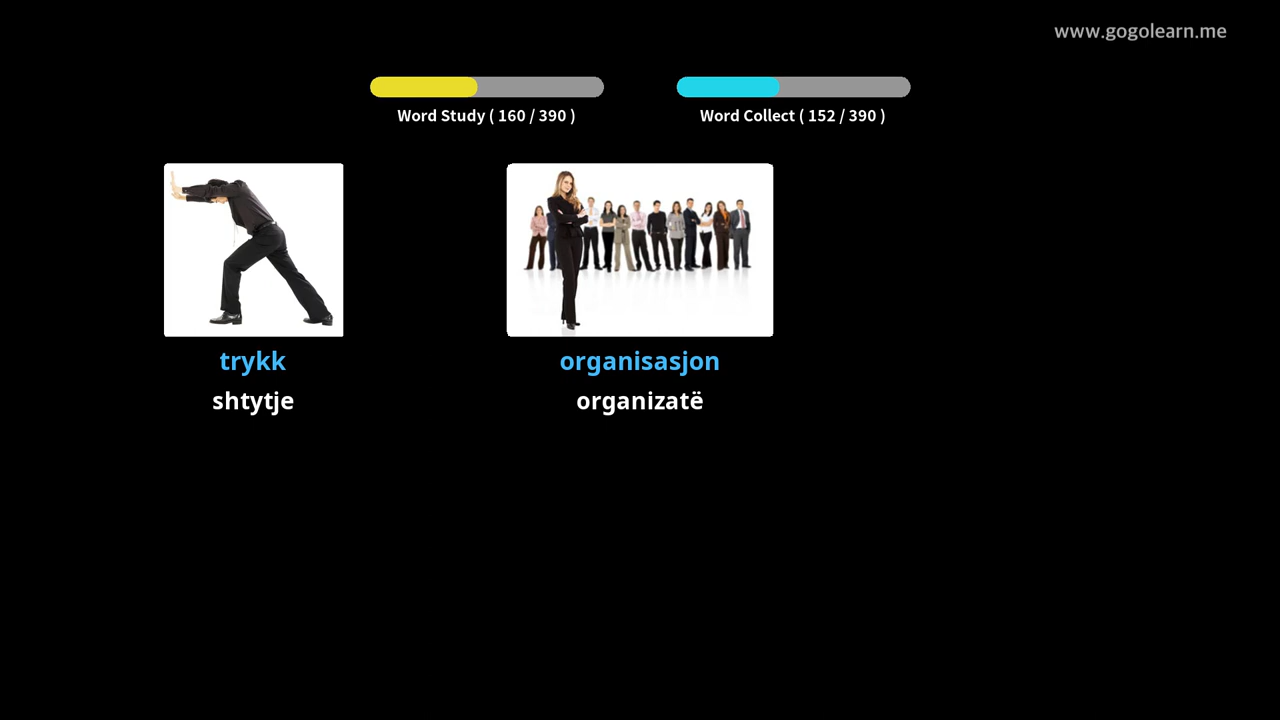 www.gogolearn.me
Word Study ( 160 / 390 )
Word Collect ( 152 / 390 )
trykk
shtytje
organisasjon
organizatë